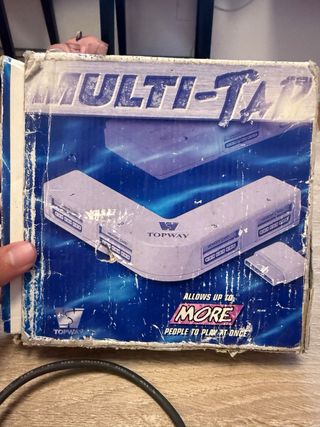 MULTI-TAP
TOPWAY
ALLOWS UP TO
MORE
PEOPLE TO PLAY AT ONCE
TOPWAY